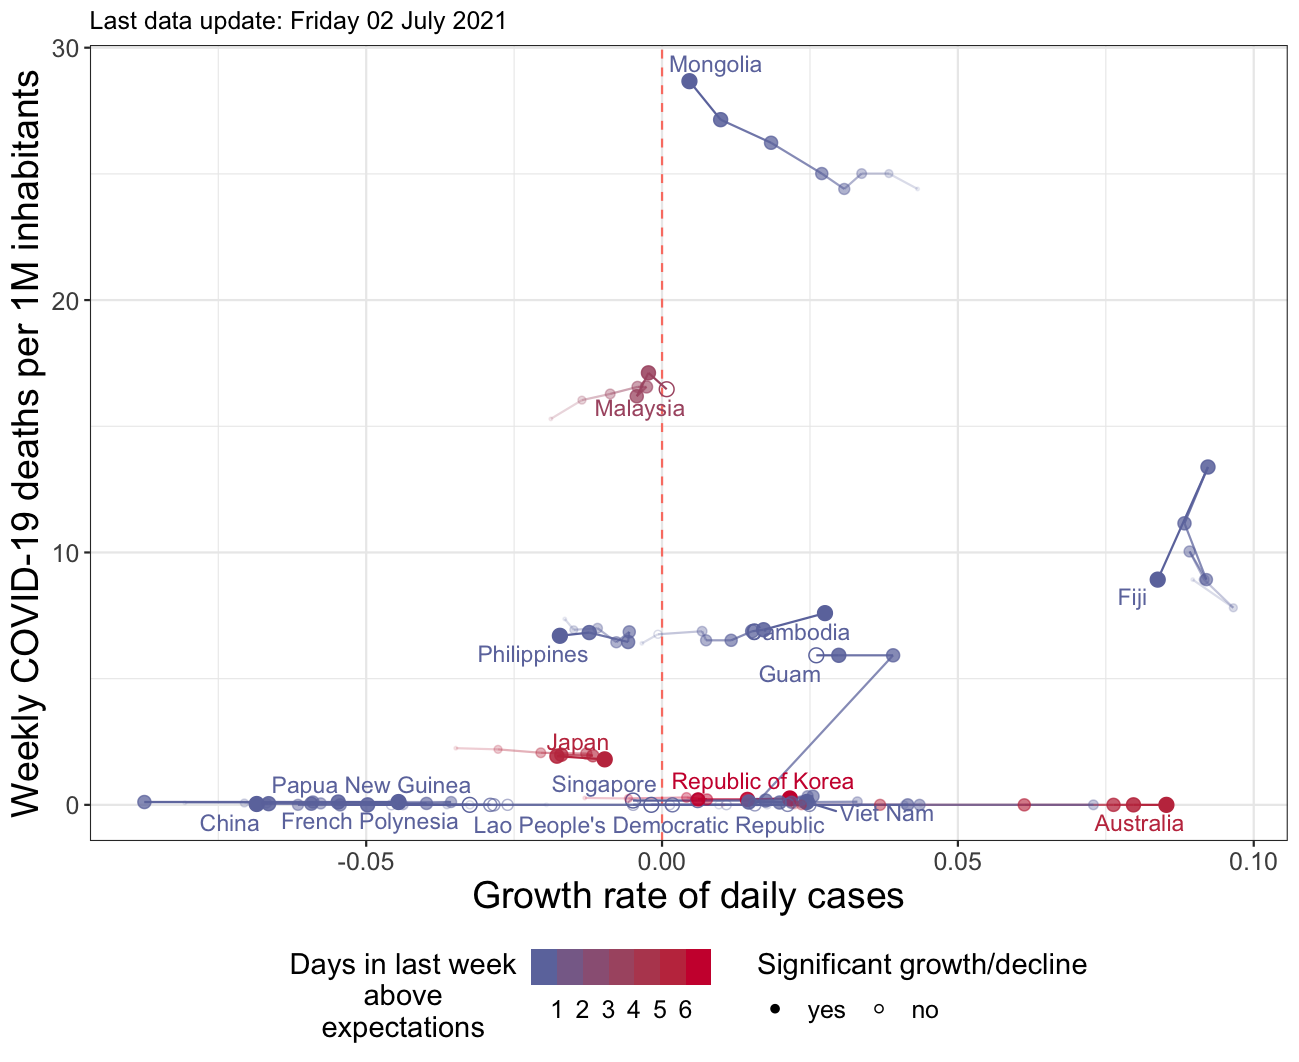 Last data update: Friday 02 July 2021
Weekly COVID-19 deaths per 1M inhabitants
30
20
10
0
Mongolia
Malaysia
Fiji
Cambodia
Philippines
Guam
Japan
Singapore
Republic of Korea
Papua New Guinea
China
French Polynesia
Lao People's Democratic Republic
Viet Nam
Australia
-0.05
0.00
0.05
0.10
Growth rate of daily cases
Days in last week
above
expectations
1 2 3 4 5 6
Significant growth/decline
yes
no